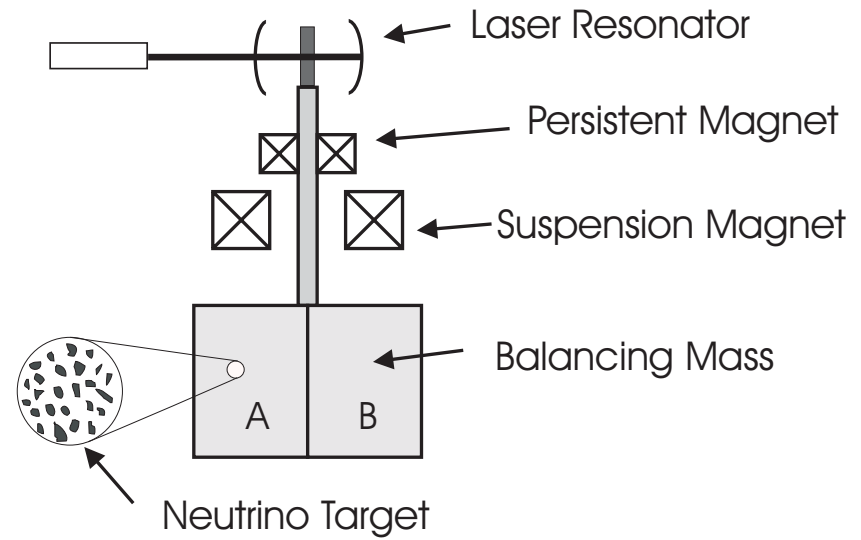 Laser Resonator
Persistent Magnet
Suspension Magnet
Balancing Mass
A
B
Neutrino Target